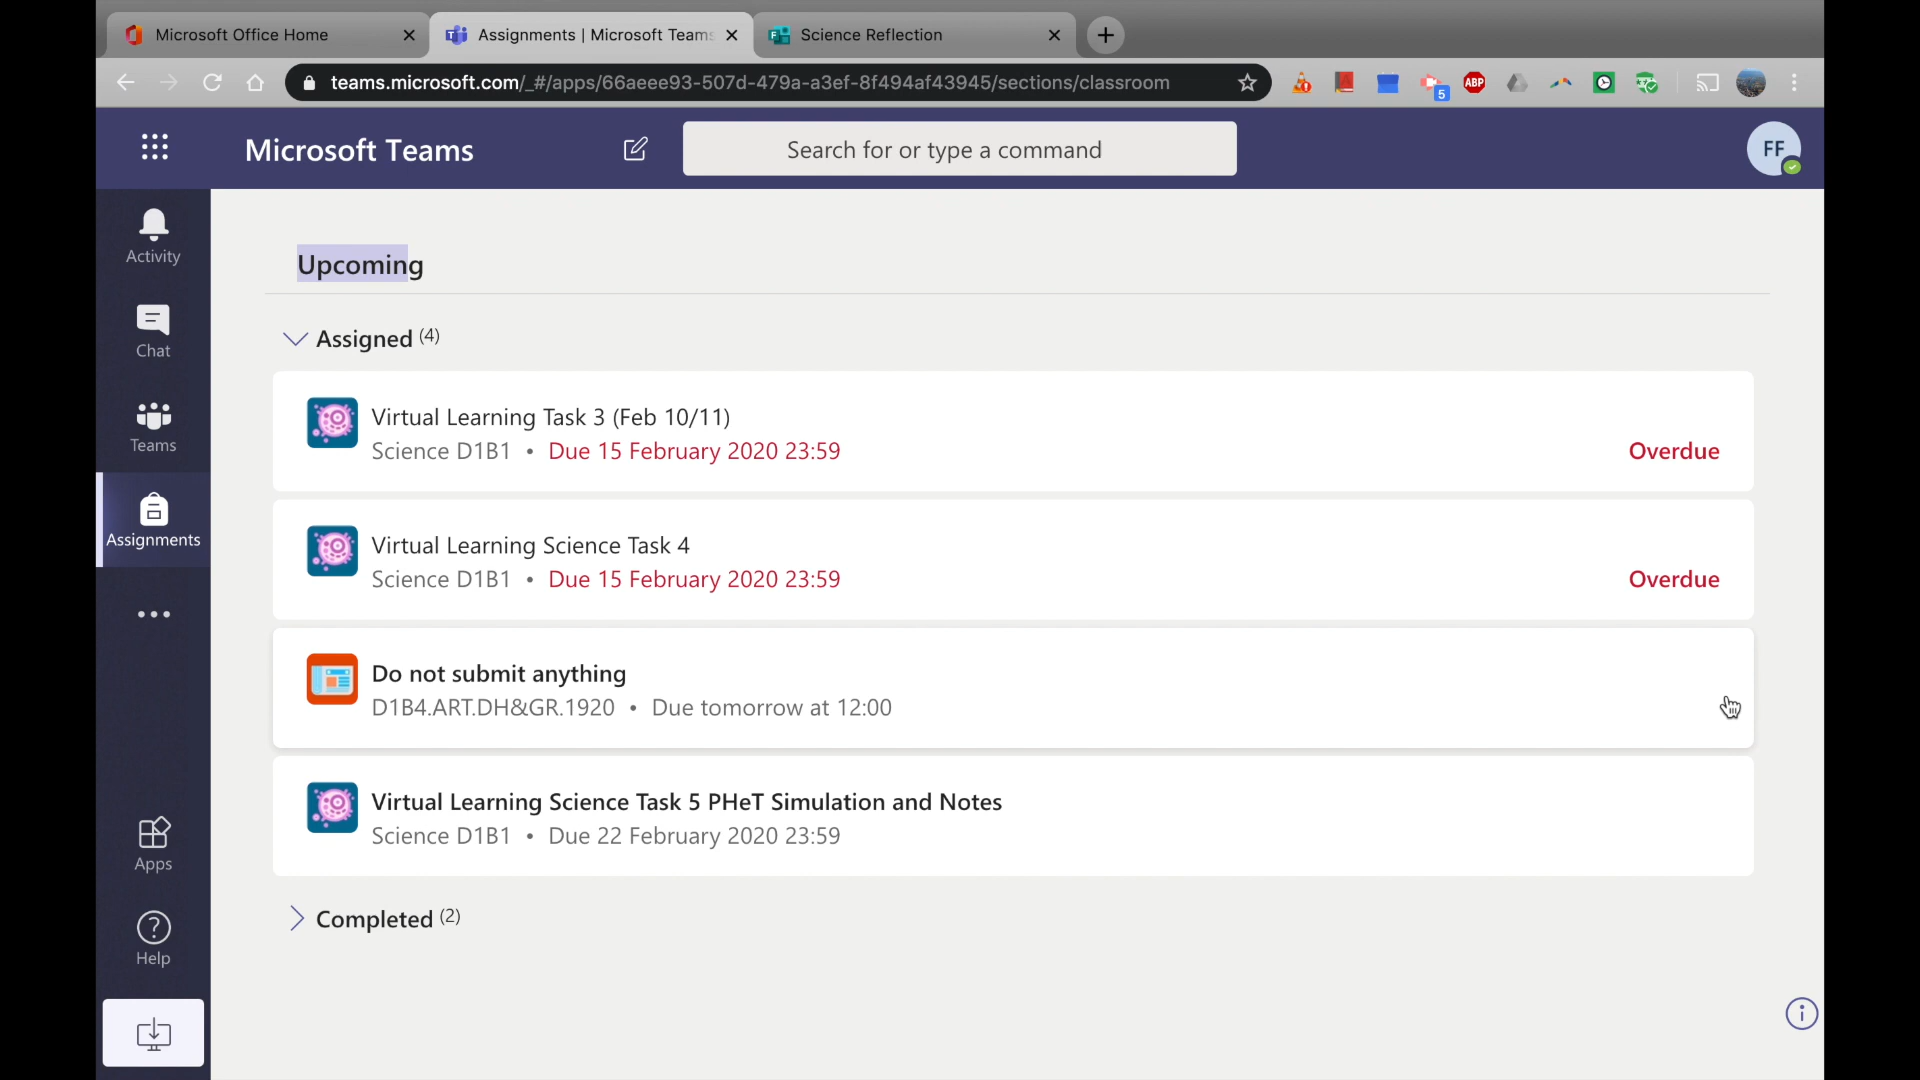 Microsoft Office Home
Assignments | Microsoft Teams
Science Reflection
teams.microsoft.com/_#/apps/66aeee93-507d-479a-a3ef-8f494af43945/sections/classroom
ABP
5
Microsoft Teams
Search for or type a command
FF
Activity
Chat
Teams
Assignments
Apps
Help
Upcoming
Assigned (4)
Virtual Learning Task 3 (Feb 10/11)
Science D1B1 • Due 15 February 2020 23:59
Overdue
Virtual Learning Science Task 4
Science D1B1 • Due 15 February 2020 23:59
Overdue
Do not submit anything
D1B4.ART.DH&GR.1920 • Due tomorrow at 12:00
Virtual Learning Science Task 5 PHeT Simulation and Notes
Science D1B1 • Due 22 February 2020 23:59
Completed (2)